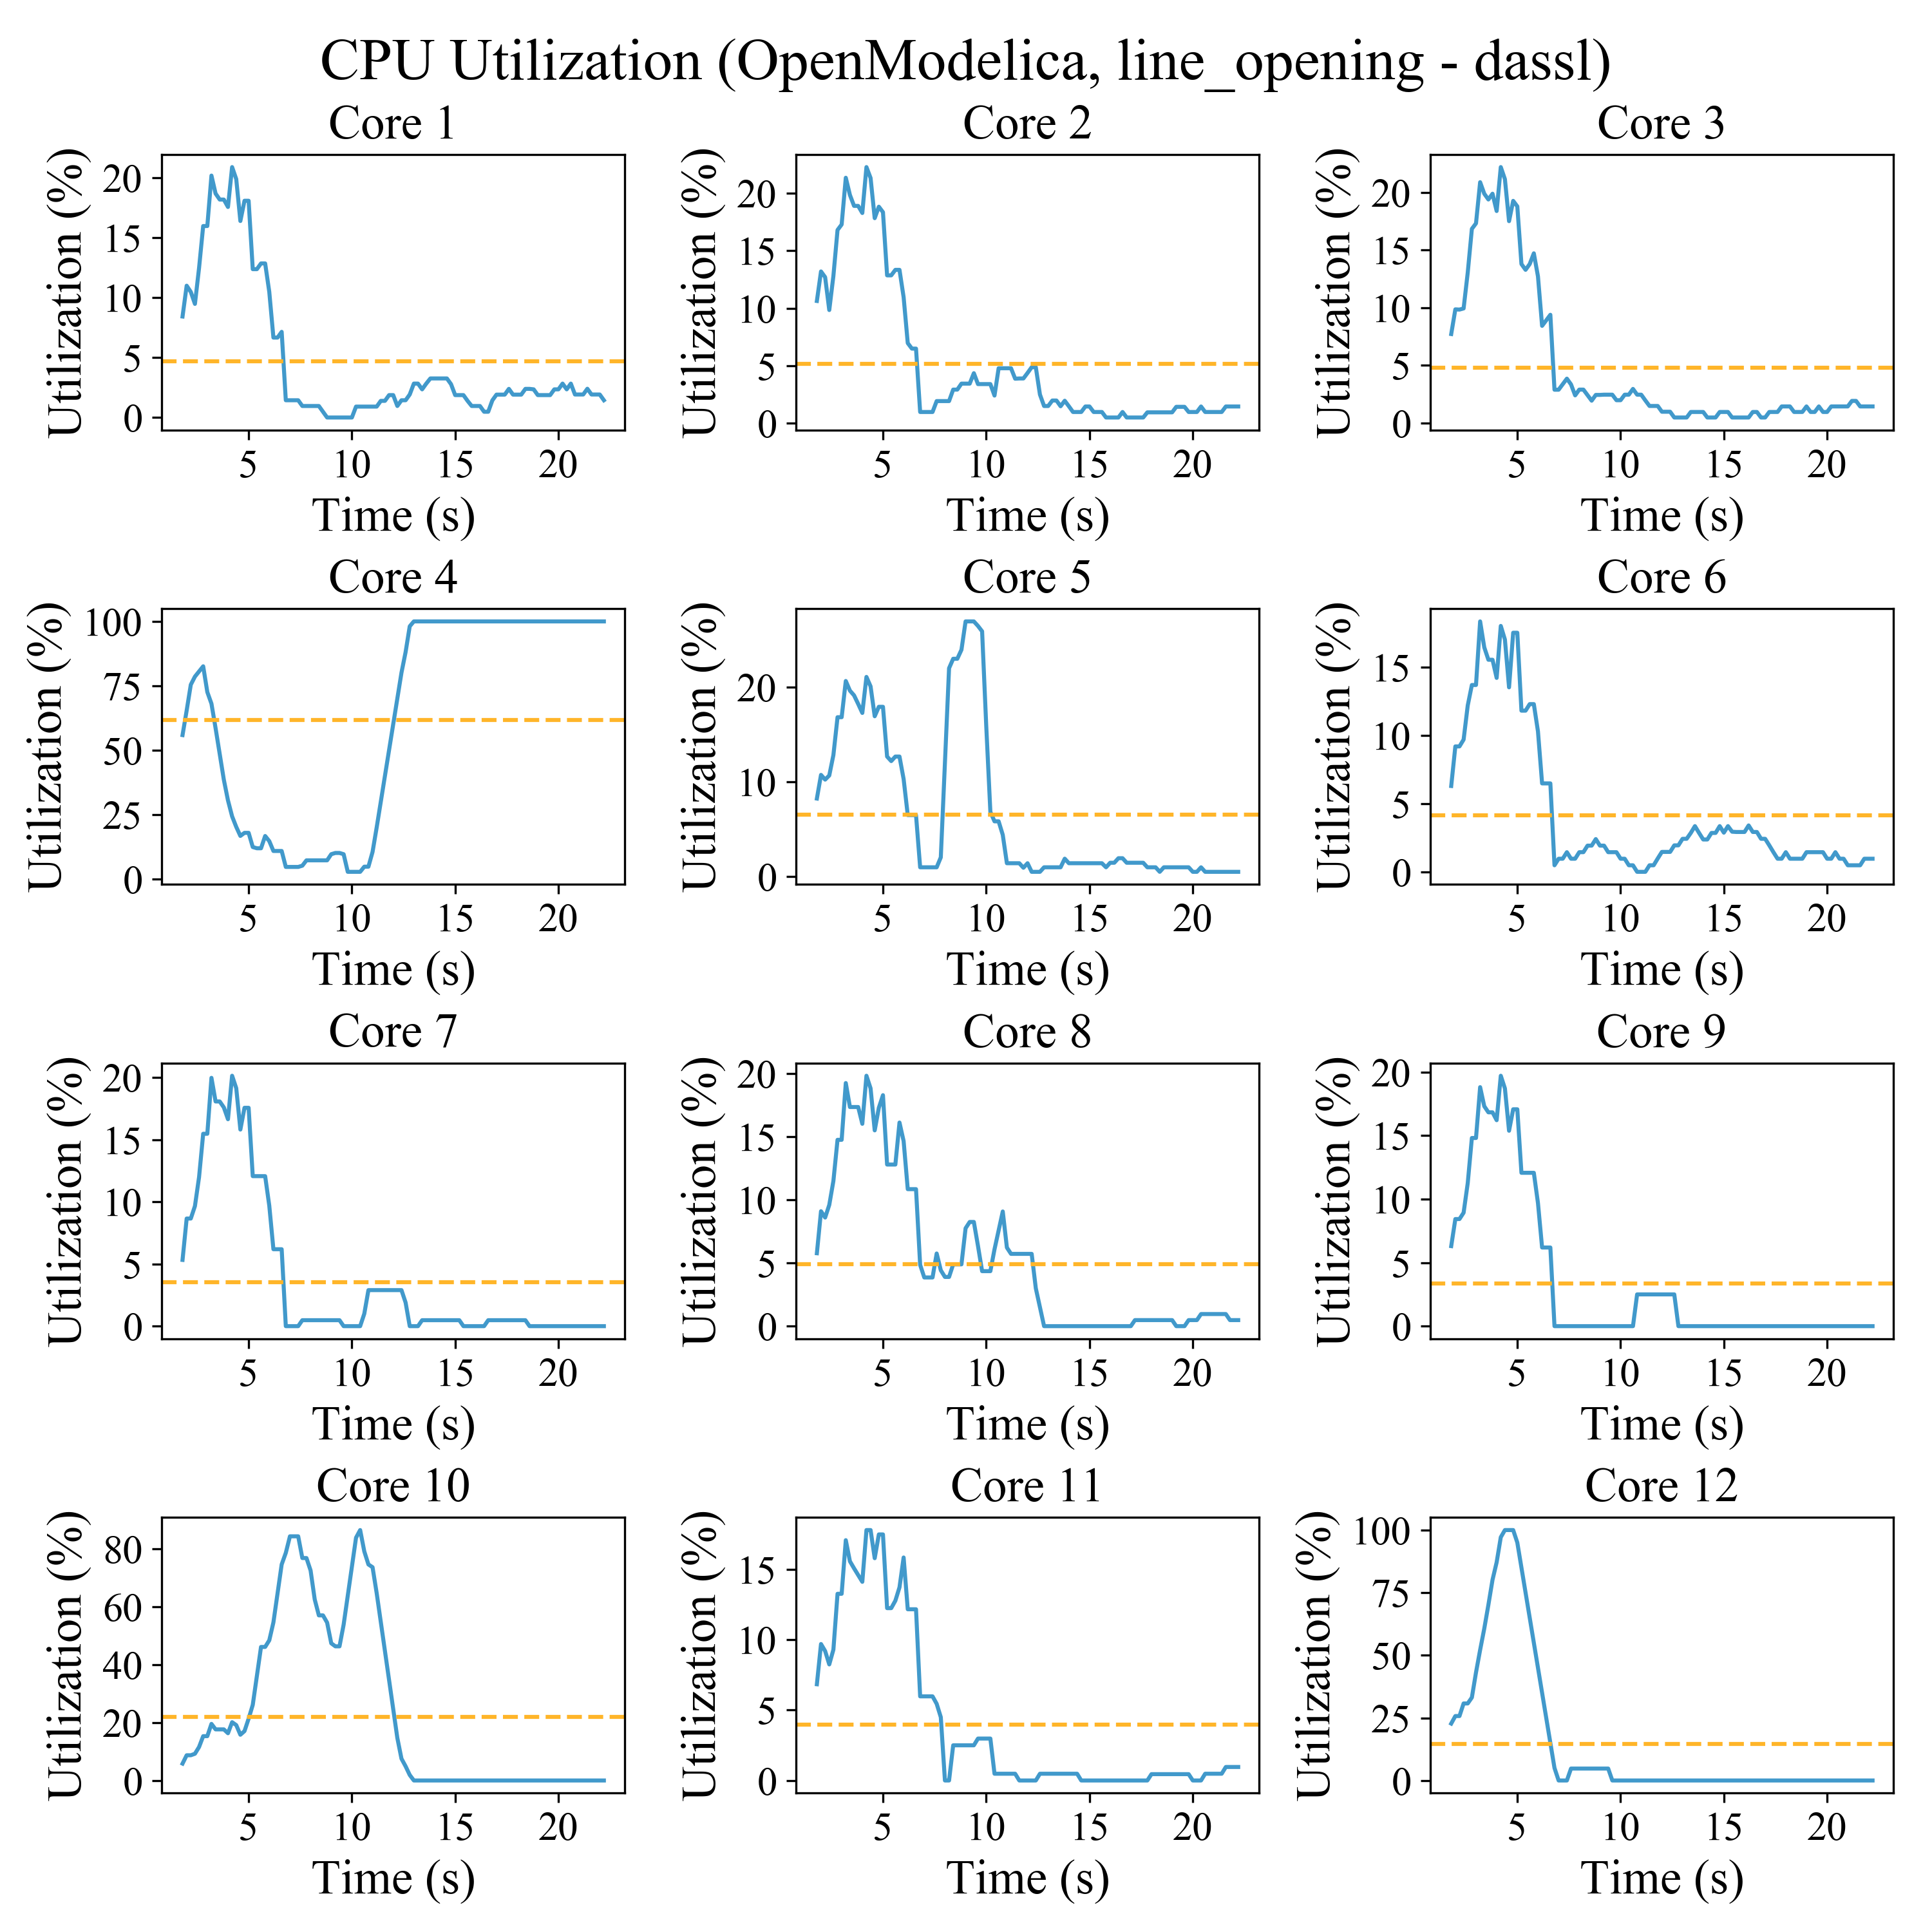 CPU Utilization (OpenModelica, line_opening - dassl)
Core 1
Core 2
Core 3
Utilization (%)
20
15
10
5
0
5 10 15 20
Time (s)
Utilization (%)
20
15
10
5
0
5 10 15 20
Time (s)
Utilization (%)
20
15
10
5
0
5 10 15 20
Time (s)
Core 4
Core 5
Core 6
Utilization (%)
100
75
50
25
0
5 10 15 20
Time (s)
Utilization (%)
20
10
0
5 10 15 20
Time (s)
Utilization (%)
15
10
5
0
5 10 15 20
Time (s)
Core 7
Core 8
Core 9
Utilization (%)
20
15
10
5
0
5 10 15 20
Time (s)
Utilization (%)
20
15
10
5
0
5 10 15 20
Time (s)
Utilization (%)
20
15
10
5
0
5 10 15 20
Time (s)
Core 10
Core 11
Core 12
Utilization (%)
80
60
40
20
0
5 10 15 20
Time (s)
Utilization (%)
15
10
5
0
5 10 15 20
Time (s)
Utilization (%)
100
75
50
25
0
5 10 15 20
Time (s)